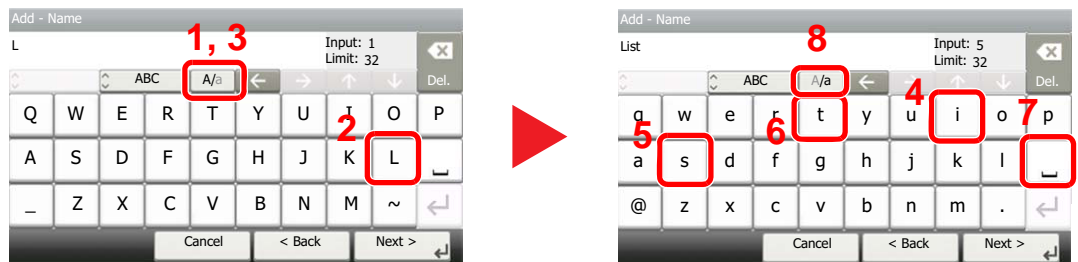 Add - Name
L
1, 3
Input: 1
Limit: 32
ABC
A/a
Del.
Q W E R T Y U I O P
2
A S D F G H J K L
_ Z X C V B N M ~
Cancel
< Back
Next >
Add - Name
List
8
Input: 5
Limit: 32
ABC
A/a
Del.
4
7
q w e r t y u i o p
5
6
a s d f g h j k l
@ z x c v b n m .
Cancel
< Back
Next >